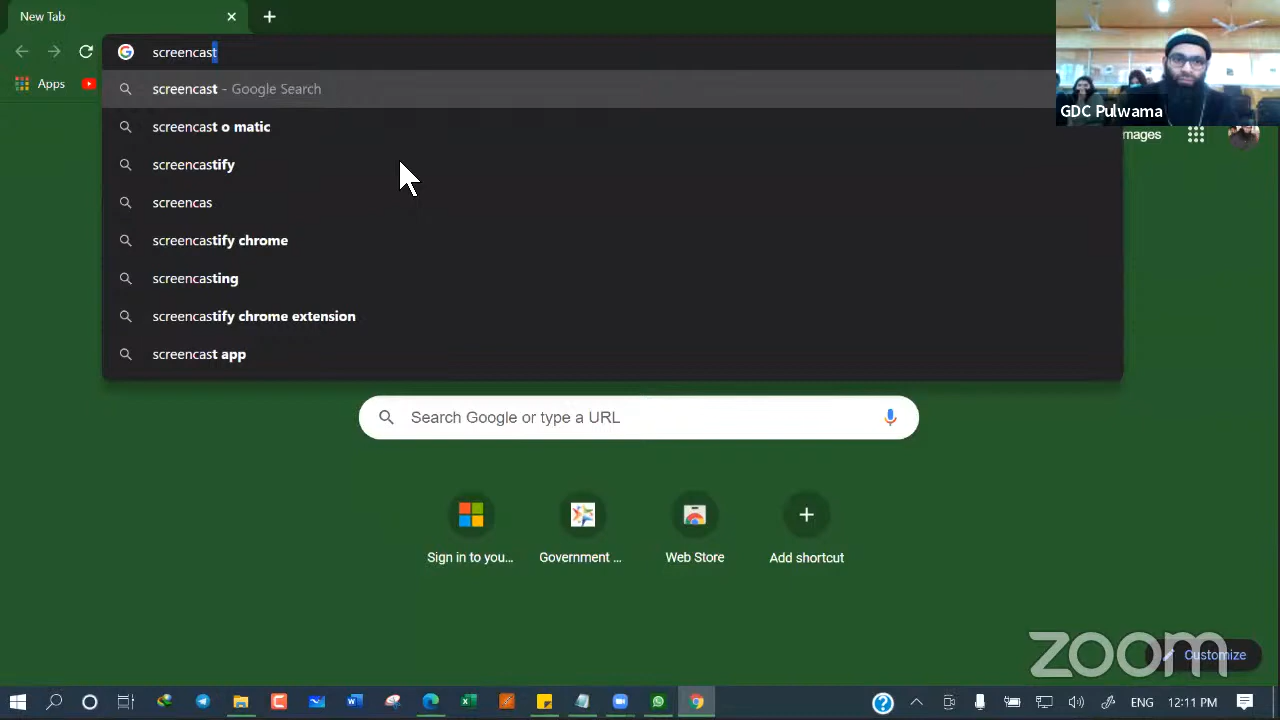 New Tab
screencast
GDC Pulwama
Apps
screencast - Google Search
mages
screencast o matic
screencastify
screencas
screencastify chrome
screencasting
screencastify chrome extension
screencast app
Search Google or type a URL
Sign in to you...
Government ...
Web Store
Add shortcut
zoom
Customize
ENG
12:11 PM